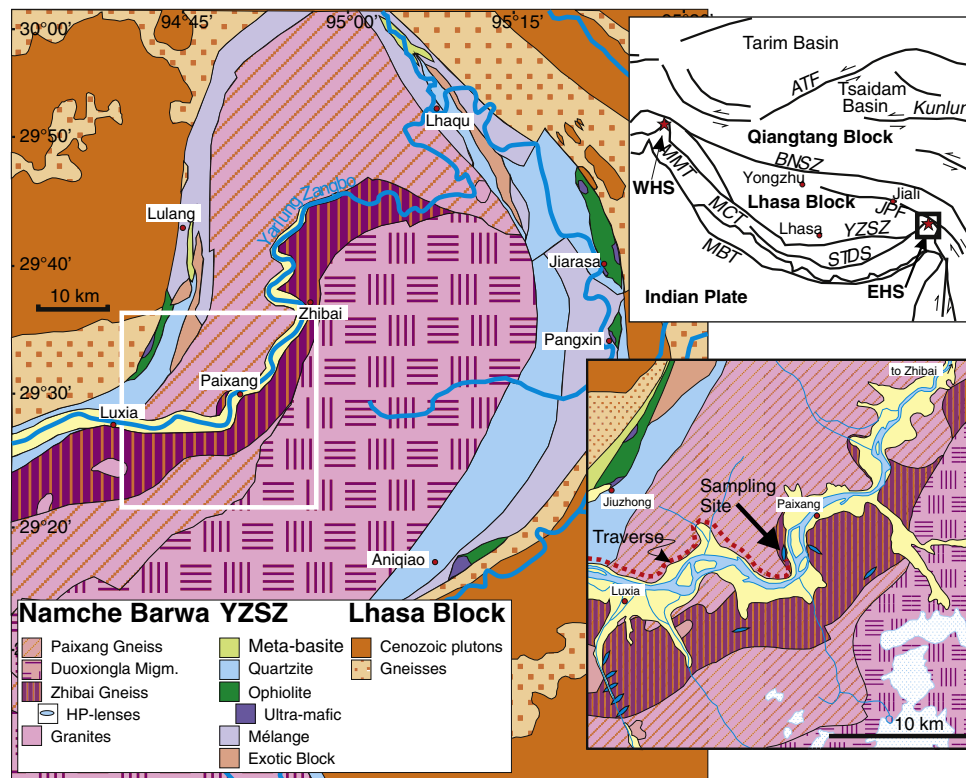 94°45' 95°00' 95°15'
30°00'
29°50'
29°40'
29°30'
29°20'
Lhaqu
Yarlung Zangbo
Lulang
Jiarasa
10 km
Zhibai
Pangxin
Paixang
Luxia
Aniqiao
Tarim Basin
ATF
Tsaidam
Basin
Kunlun
Qiangtang Block
BNSZ
WHS
MMT
Yongzhu
Jiali
Lhasa Block
JPF
MCT
Lhasa
YZSZ
MBT
STDS
Indian Plate
EHS
to Zhibai
Jiuzhong
Sampling
Site
Paixang
Traverse
Luxia
10 km
Namche Barwa YZSZ Lhasa Block
Paixang Gneiss Meta-basite Cenozoic plutons
Duoxiongla Migm. Quartzite Gneisses
Zhibai Gneiss Ophiolite
HP-lenses Ultra-mafic
Granites Mélange
Exotic Block